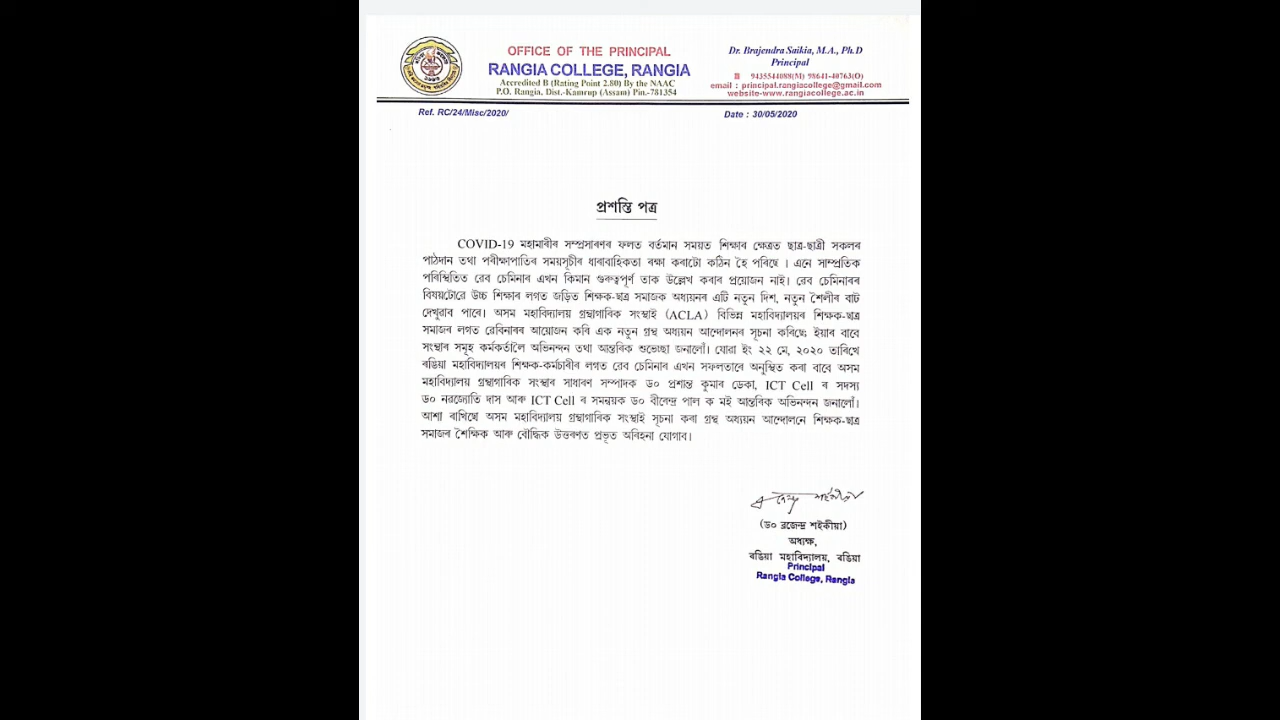 OFFICE OF THE PRINCIPAL
RANGIA COLLEGE, RANGIA
Accredited B (Rating Point 2.80) By the NAAC
P.O. Rangia, Dist.-Kamrup (Assam) Pin.-781354
Dr. Brajendra Saikia, M.A., Ph.D
Principal
9435544088(M) 98641-40763(O)
email : principal.rangiacollege@gmail.com
website-www.rangiacollege.ac.in
Ref. RC/24/Misc/2020/
Date : 30/05/2020
প্ৰশস্তি পত্ৰ
COVID-19 মহামাৰীৰ সম্প্ৰসাৰণৰ ফলত বৰ্তমান সময়ত শিক্ষাৰ ক্ষেত্ৰত ছাত্ৰ-ছাত্ৰী সকলৰ
পাঠদান তথা পৰীক্ষাপাতিৰ সময়সূচীৰ ধাৰাবাহিকতা ৰক্ষা কৰাটো কঠিন হৈ পৰিছে । এনে সাম্প্ৰতিক
পৰিস্থিতিত ৱেব চেমিনাৰ এখন কিমান গুৰুত্বপূৰ্ণ তাক উল্লেখ কৰাৰ প্ৰয়োজন নাই। ৱেব চেমিনাৰৰ
বিষয়টোৱে উচ্চ শিক্ষাৰ লগত জড়িত শিক্ষক-ছাত্ৰ সমাজক অধ্যয়নৰ এটি নতুন দিশ, নতুন শৈলীৰ বাট
দেখুৱাব পাৰে। অসম মহাবিদ্যালয় গ্ৰন্থাগাৰিক সংস্থাই (ACLA) বিভিন্ন মহাবিদ্যালয়ৰ শিক্ষক-ছাত্ৰ
সমাজৰ লগত ৱেবিনাৰৰ আয়োজন কৰি এক নতুন গ্ৰন্থ অধ্যয়ন আন্দোলনৰ সূচনা কৰিছে; ইয়াৰ বাবে
সংস্থাৰ সমূহ কৰ্মকৰ্তালৈ অভিনন্দন তথা আন্তৰিক শুভেচ্ছা জনালোঁ। যোৱা ইং ২২ মে, ২০২০ তাৰিখে
ৰঙিয়া মহাবিদ্যালয়ৰ শিক্ষক-কৰ্মচাৰীৰ লগত ৱেব চেমিনাৰ এখন সফলতাৰে অনুস্থিত কৰা বাবে অসম
মহাবিদ্যালয় গ্ৰন্থাগাৰিক সংস্থাৰ সাধাৰণ সম্পাদক ড০ প্ৰশান্ত কুমাৰ ডেকা, ICT Cell ৰ সদস্য
ড০ নৱজ্যোতি দাস আৰু ICT Cell ৰ সমন্বয়ক ড০ বীৰেন্দ্ৰ পাল ক মই আন্তৰিক অভিনন্দন জনালোঁ।
আশা ৰাখিছে অসম মহাবিদ্যালয় গ্ৰন্থাগাৰিক সংস্থাই সূচনা কৰা গ্ৰন্থ অধ্যয়ন আন্দোলনে শিক্ষক-ছাত্ৰ
সমাজৰ শৈক্ষিক আৰু বৌদ্ধিক উত্তৰণত প্ৰভূত অৰিহনা যোগাব।
(ড০ ব্ৰজেন্দ্ৰ শইকীয়া)
অধ্যক্ষ,
ৰঙিয়া মহাবিদ্যালয়, ৰঙিয়া
Principal
Rangia College, Rangia